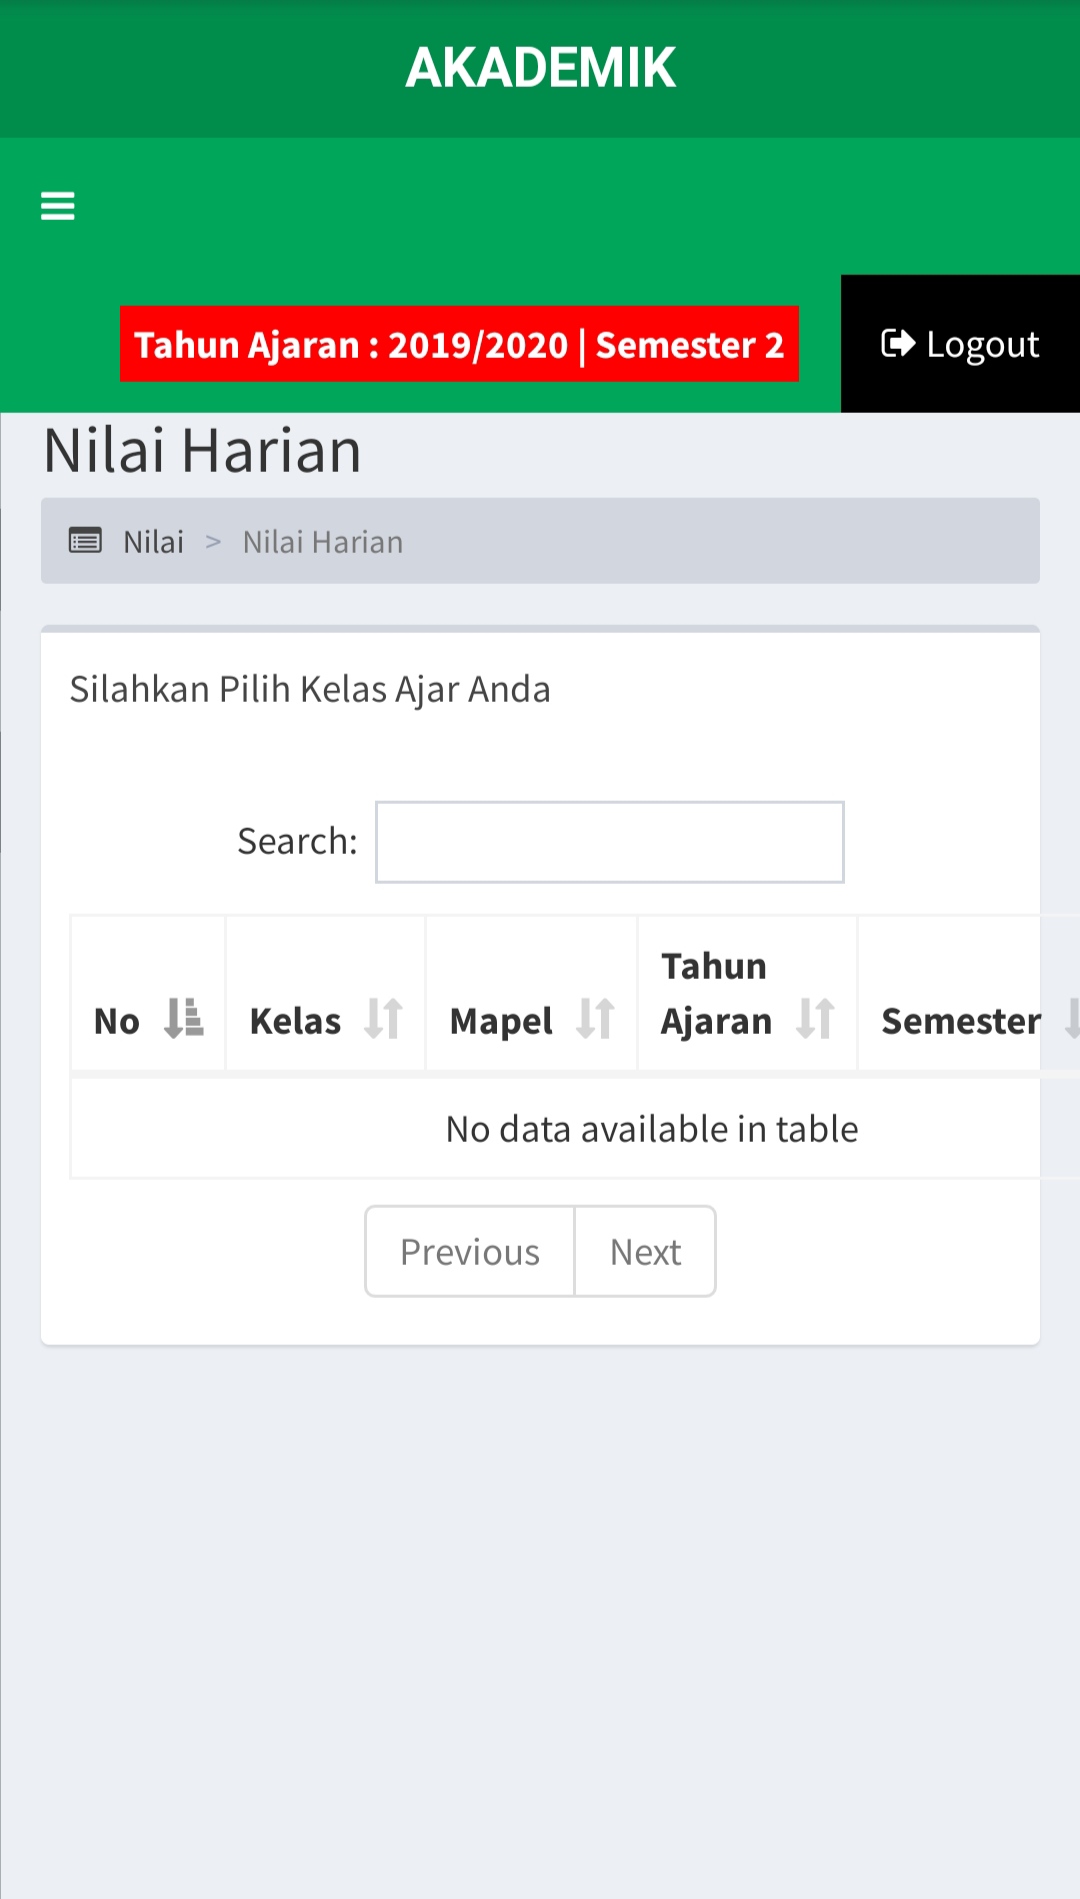 AKADEMIK
Tahun Ajaran : 2019/2020 | Semester 2
Logout
Nilai Harian
Nilai > Nilai Harian
Silahkan Pilih Kelas Ajar Anda
Search:
No Kelas Mapel Tahun Ajaran Semester
No data available in table
Previous Next